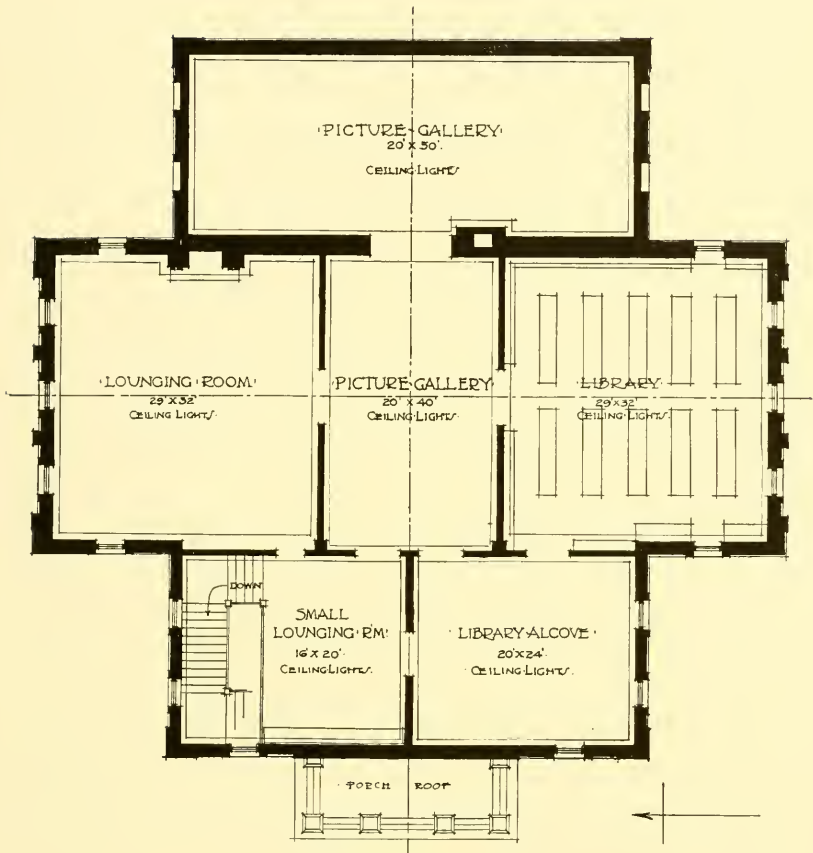 ·PICTURE·GALLERY·
20' X 50'·
CEILING·LIGHTS·
·LOUNGING·ROOM·
29' X 32'
CEILING LIGHTS·
PICTURE·GALLERY
20' X 40'
CEILING·LIGHTS·
·LIBRARY·
29' X 32'
CEILING·LIGHTS·
DOWN
SMALL
LOUNGING·R'M·
16' X 20'·
CEILING·LIGHTS·
·LIBRARY·ALCOVE·
20' X 24'·
·CEILING·LIGHTS·
·PORCH ROOF